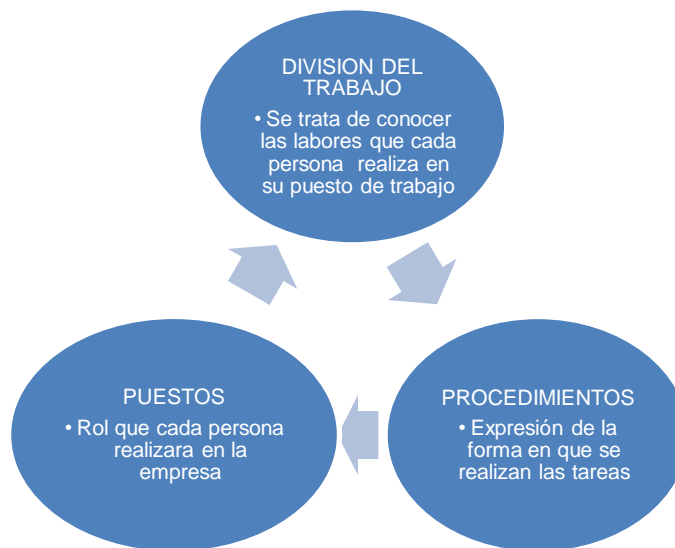 DIVISION DEL
TRABAJO
• Se trata de conocer
las labores que cada
persona realiza en
su puesto de trabajo
PROCEDIMIENTOS
• Expresión de la
forma en que se
realizan las tareas
PUESTOS
• Rol que cada persona
realizara en la
empresa